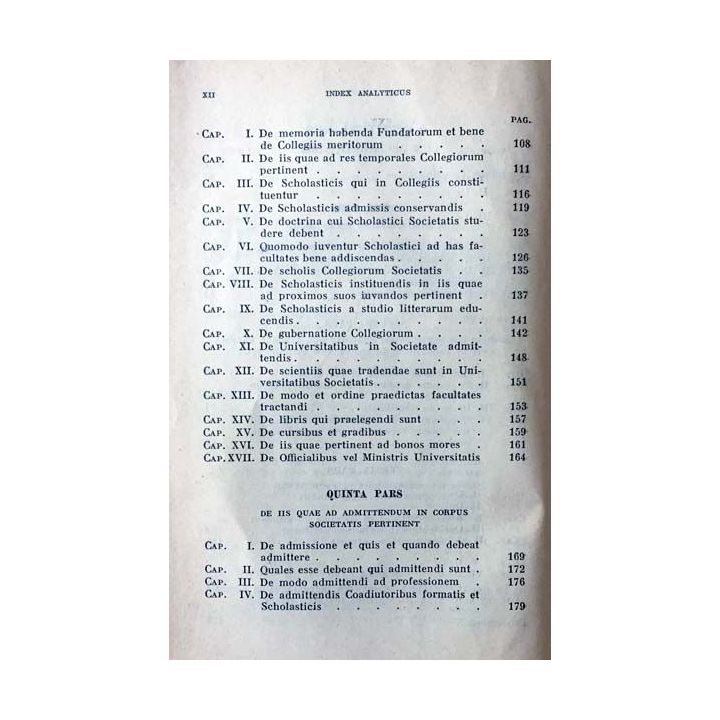 XII INDEX ANALYTICUS
PAG.
CAP. I. De memoria habenda Fundatorum et bene
de Collegiis meritorum . . . . . 108
CAP. II. De iis quae ad res temporales Collegiorum
pertinent . . . . . . . . 111
CAP. III. De Scholasticis qui in Collegiis consti-
tuentur . . . . . . . . 116
CAP. IV. De Scholasticis admissis conservandis . 119
CAP. V. De doctrina cui Scholastici Societatis stu-
dere debent . . . . . . . 123
CAP. VI. Quomodo iuventur Scholastici ad has fa-
cultates bene addiscendas . . . . 126
CAP. VII. De scholis Collegiorum Societatis . . 135
CAP. VIII. De Scholasticis instituendis in iis quae
ad proximos suos iuvandos pertinent . 137
CAP. IX. De Scholasticis a studio litterarum edu-
cendis . . . . . . . . . 141
CAP. X. De gubernatione Collegiorum . . . 142
CAP. XI. De Universitatibus in Societate admit-
tendis . . . . . . . . . 148
CAP. XII. De scientiis quae tradendae sunt in Uni-
versitatibus Societatis . . . . . 151
CAP. XIII. De modo et ordine praedictas facultates
tractandi . . . . . . . . 153
CAP. XIV. De libris qui praelegendi sunt . . . 157
CAP. XV. De cursibus et gradibus . . . . 159
CAP. XVI. De iis quae pertinent ad bonos mores . 161
CAP. XVII. De Officialibus vel Ministris Universitatis 164
QUINTA PARS
DE IIS QUAE AD ADMITTENDUM IN CORPUS
SOCIETATIS PERTINENT
CAP. I. De admissione et quis et quando debeat
admittere . . . . . . . . 169
CAP. II. Quales esse debeant qui admittendi sunt . 172
CAP. III. De modo admittendi ad professionem . 176
CAP. IV. De admittendis Coadiutoribus formatis et
Scholasticis . . . . . . . 179